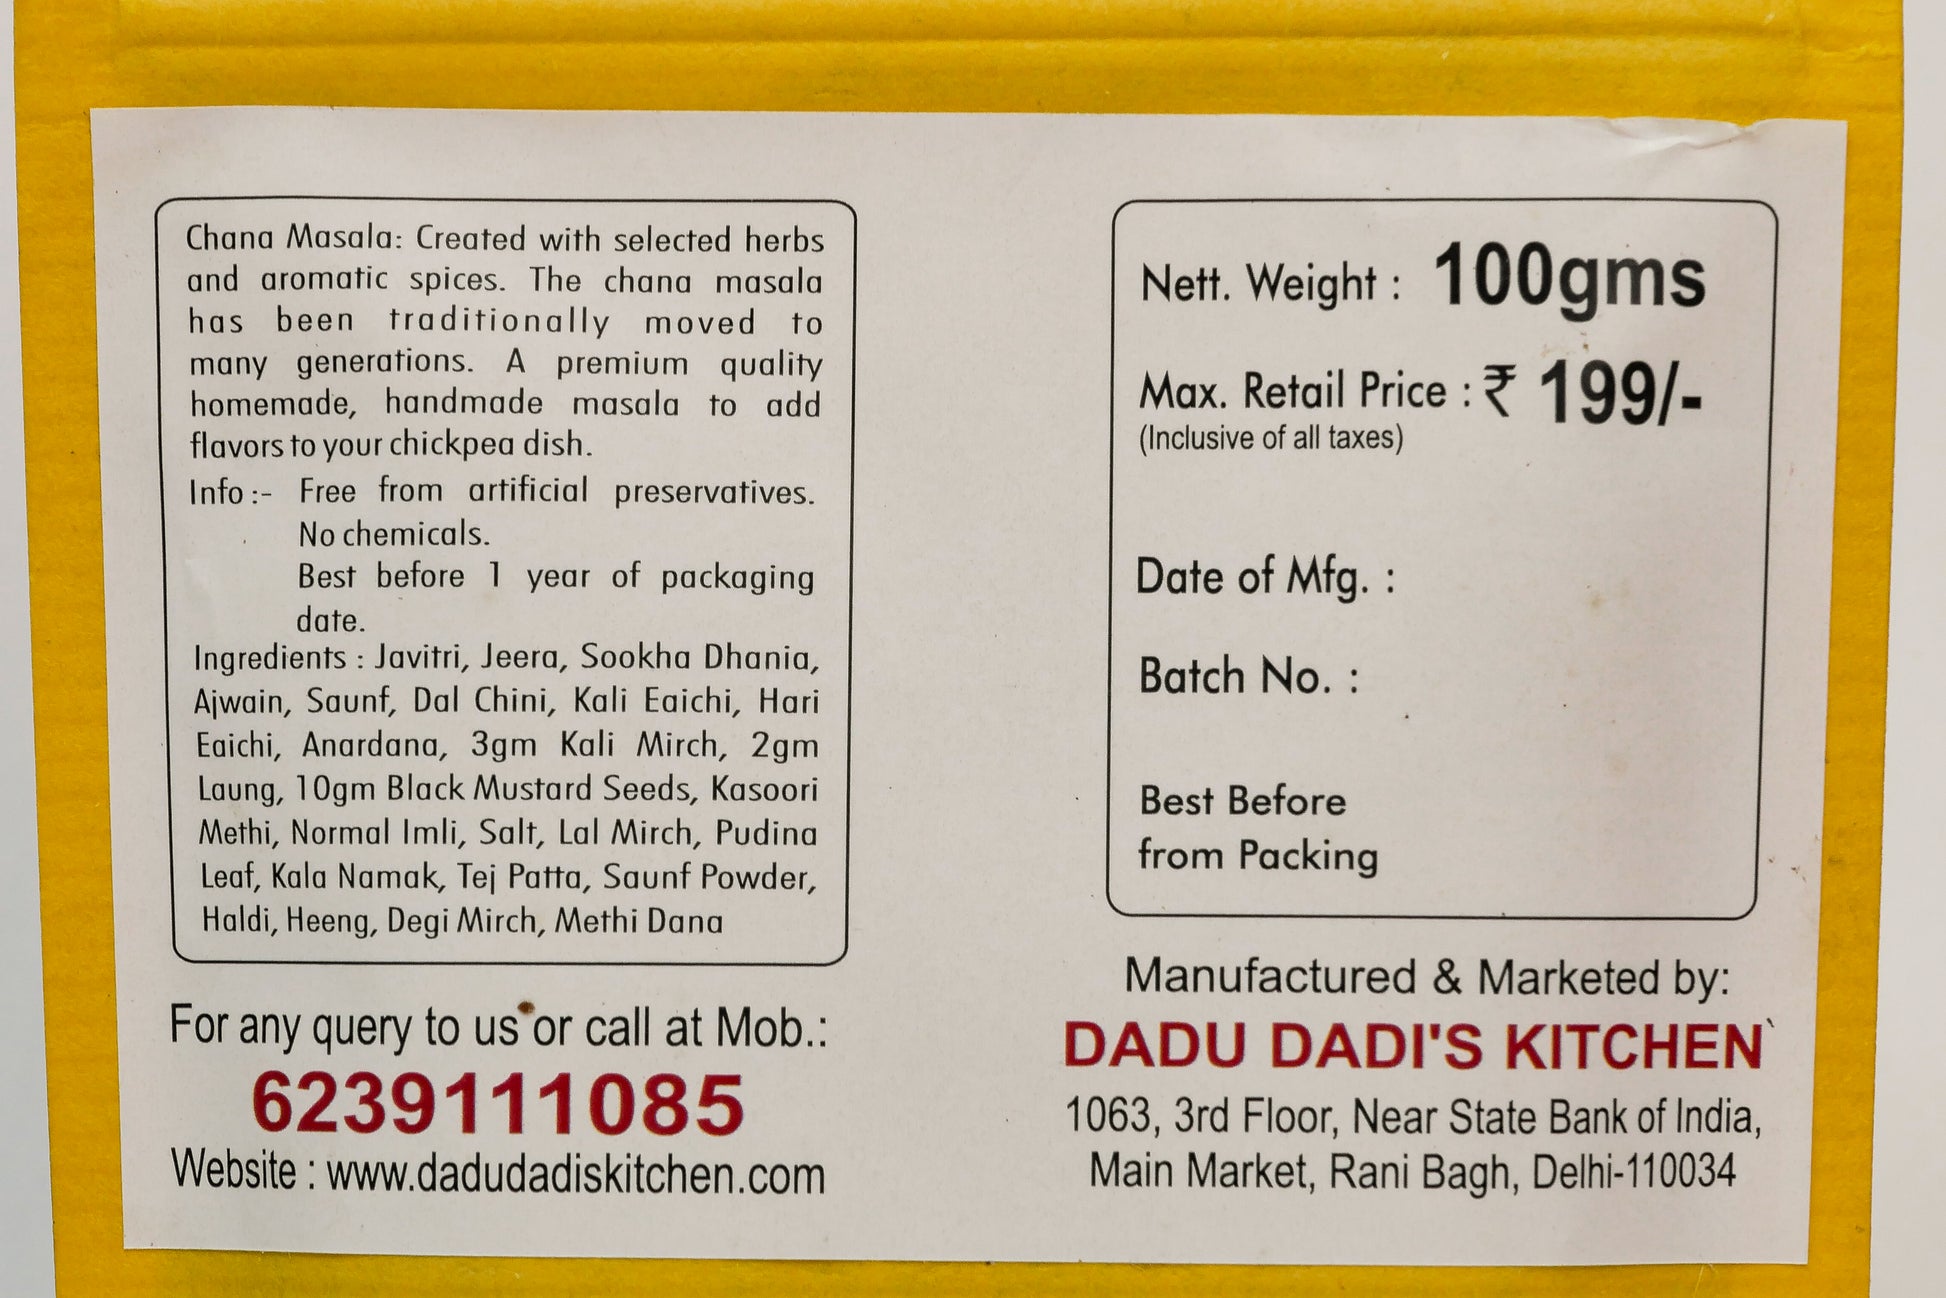 Chana Masala: Created with selected herbs
and aromatic spices. The chana masala
has been traditionally moved to
many generations. A premium quality
homemade, handmade masala to add
flavors to your chickpea dish.
Info :- Free from artificial preservatives.
No chemicals.
Best before 1 year of packaging
date.
Ingredients : Javitri, Jeera, Sookha Dhania,
Ajwain, Saunf, Dal Chini, Kali Eaichi, Hari
Eaichi, Anardana, 3gm Kali Mirch, 2gm
Laung, 10gm Black Mustard Seeds, Kasoori
Methi, Normal Imli, Salt, Lal Mirch, Pudina
Leaf, Kala Namak, Tej Patta, Saunf Powder,
Haldi, Heeng, Degi Mirch, Methi Dana
For any query to us or call at Mob.:
6239111085
Website : www.dadudadiskitchen.com
Nett. Weight : 100gms
Max. Retail Price : ₹ 199/-
(Inclusive of all taxes)
Date of Mfg. :
Batch No. :
Best Before
from Packing
Manufactured & Marketed by:
DADU DADI'S KITCHEN`
1063, 3rd Floor, Near State Bank of India,
Main Market, Rani Bagh, Delhi-110034